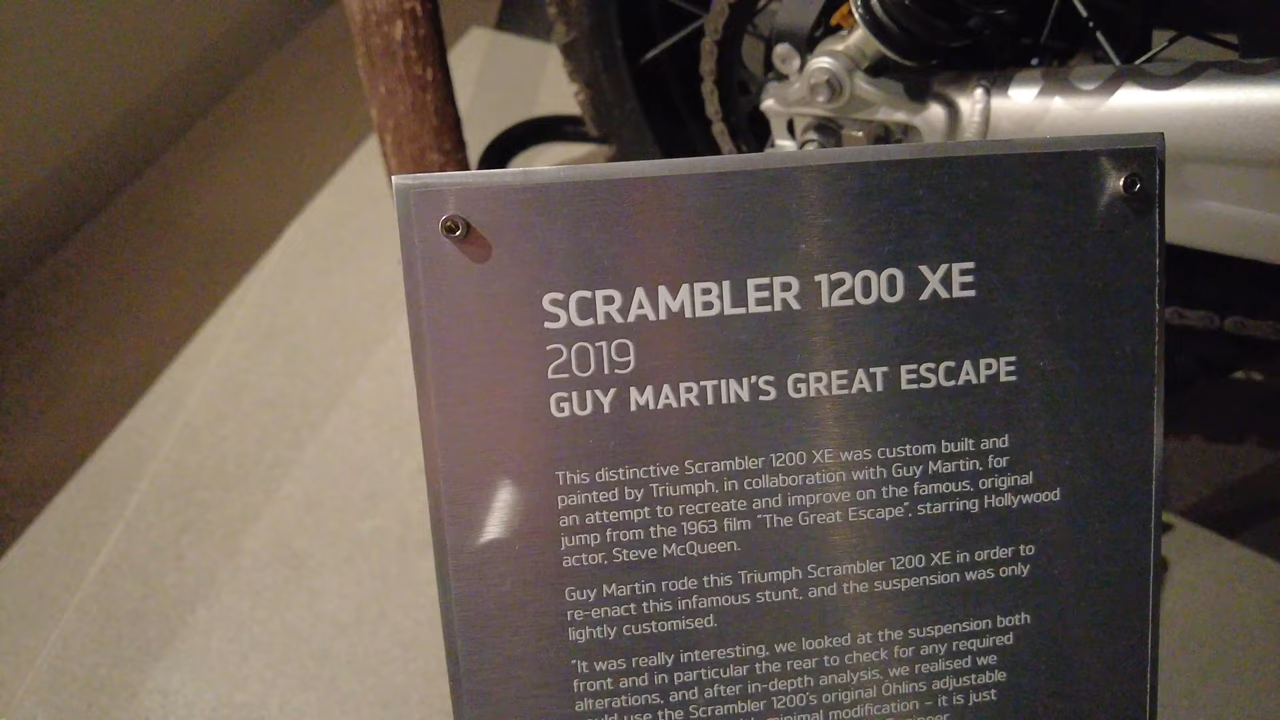 SCRAMBLER 1200 XE
2019
GUY MARTIN'S GREAT ESCAPE
This distinctive Scrambler 1200 XE was custom built and
painted by Triumph, in collaboration with Guy Martin, for
an attempt to recreate and improve on the famous, original
jump from the 1963 film "The Great Escape", starring Hollywood
actor, Steve McQueen.
Guy Martin rode this Triumph Scrambler 1200 XE in order to
re-enact this infamous stunt, and the suspension was only
lightly customised.
"It was really interesting, we looked at the suspension both
front and in particular the rear to check for any required
alterations, and after in-depth analysis, we realised we
use the Scrambler 1200's original Öhlins adjustable
minimal modification – it is just